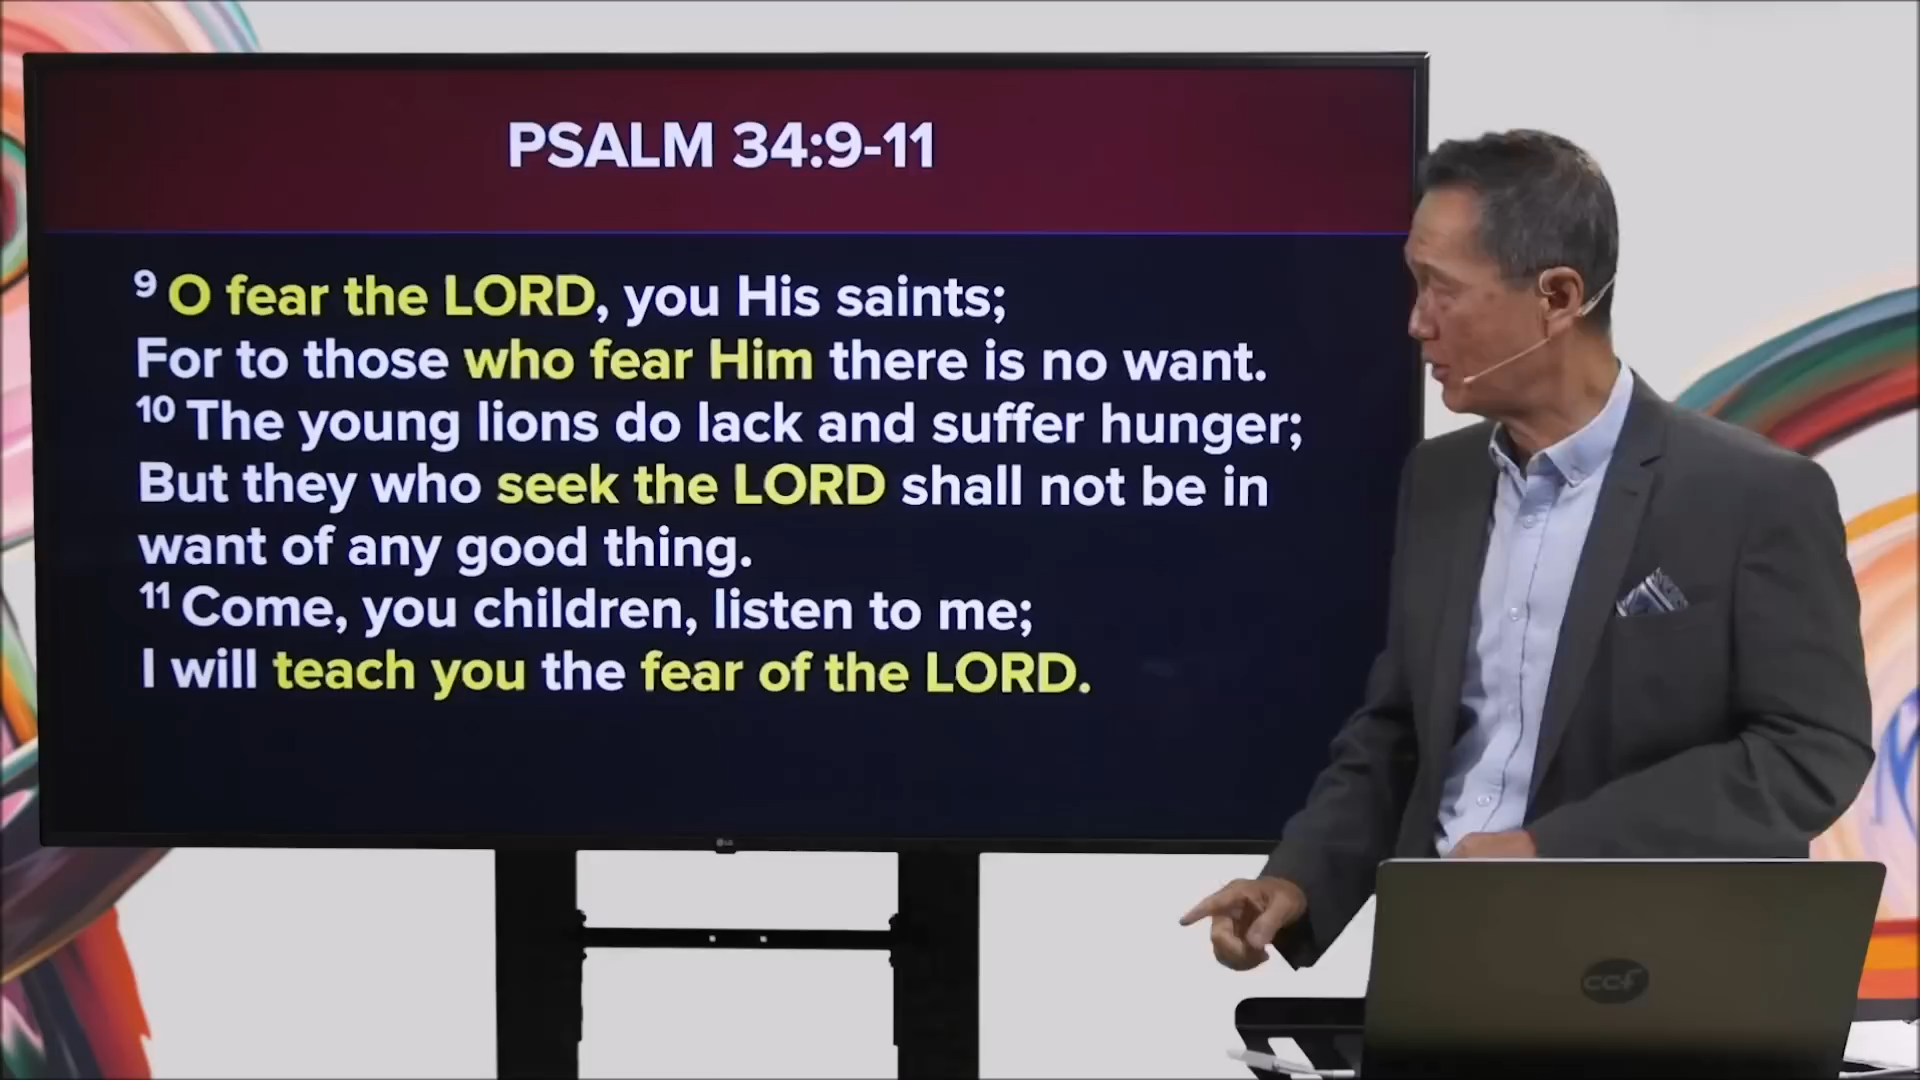 PSALM 34:9-11
9 O fear the LORD, you His saints;
For to those who fear Him there is no want.
10 The young lions do lack and suffer hunger;
But they who seek the LORD shall not be in
want of any good thing.
11 Come, you children, listen to me;
I will teach you the fear of the LORD.
LG
ccf